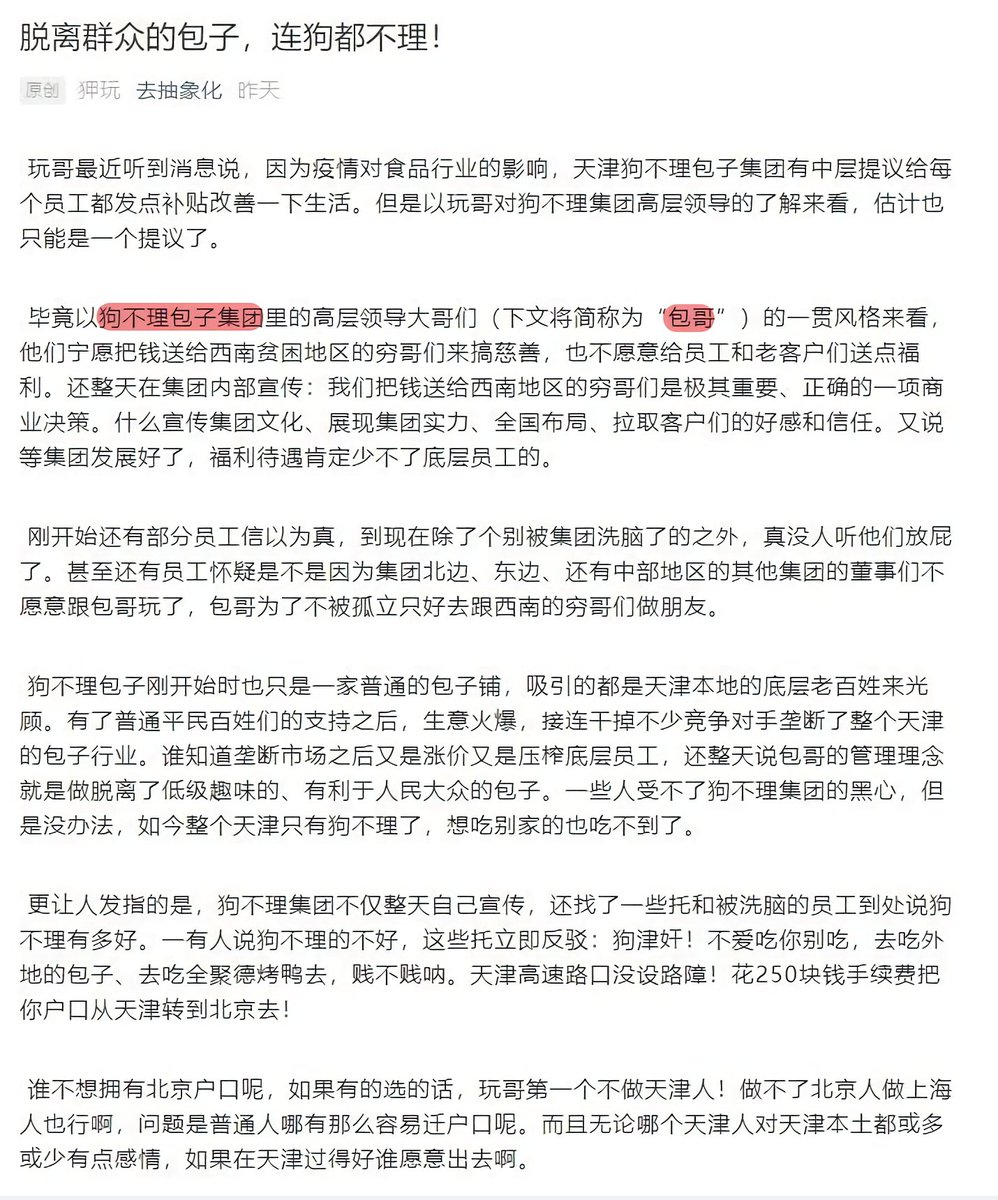 脱离群众的包子，连狗都不理！
原创 狎玩 去抽象化 昨天
玩哥最近听到消息说，因为疫情对食品行业的影响，天津狗不理包子集团有中层提议给每
个员工都发点补贴改善一下生活。但是以玩哥对狗不理集团高层领导的了解来看，估计也
只能是一个提议了。
毕竟以狗不理包子集团里的高层领导大哥们（下文将简称为“包哥”）的一贯风格来看，
他们宁愿把钱送给西南贫困地区的穷哥们来搞慈善，也不愿意给员工和老客户们送点福
利。还整天在集团内部宣传：我们把钱送给西南地区的穷哥们是极其重要、正确的一项商
业决策。什么宣传集团文化、展现集团实力、全国布局、拉取客户们的好感和信任。又说
等集团发展好了，福利待遇肯定少不了底层员工的。
刚开始还有部分员工信以为真，到现在除了个别被集团洗脑了的之外，真没人听他们放屁
了。甚至还有员工怀疑是不是因为集团北边、东边、还有中部地区的其他集团的董事们不
愿意跟包哥玩了，包哥为了不被孤立只好去跟西南的穷哥们做朋友。
狗不理包子刚开始时也只是一家普通的包子铺，吸引的都是天津本地的底层老百姓来光
顾。有了普通平民百姓们的支持之后，生意火爆，接连干掉不少竞争对手垄断了整个天津
的包子行业。谁知道垄断市场之后又是涨价又是压榨底层员工，还整天说包哥的管理理念
就是做脱离了低级趣味的、有利于人民大众的包子。一些人受不了狗不理集团的黑心，但
是没办法，如今整个天津只有狗不理了，想吃别家的也吃不到了。
更让人发指的是，狗不理集团不仅整天自己宣传，还找了一些托和被洗脑的员工到处说狗
不理有多好。一有人说狗不理的不好，这些托立即反驳：狗津奸！不爱吃你别吃，去吃外
地的包子、去吃全聚德烤鸭去，贱不贱呐。天津高速路口没设路障！花250块钱手续费把
你户口从天津转到北京去！
谁不想拥有北京户口呢，如果有的选的话，玩哥第一个不做天津人！做不了北京人做上海
人也行啊，问题是普通人哪有那么容易迁户口呢。而且无论哪个天津人对天津本土都或多
或少有点感情，如果在天津过得好谁愿意出去啊。